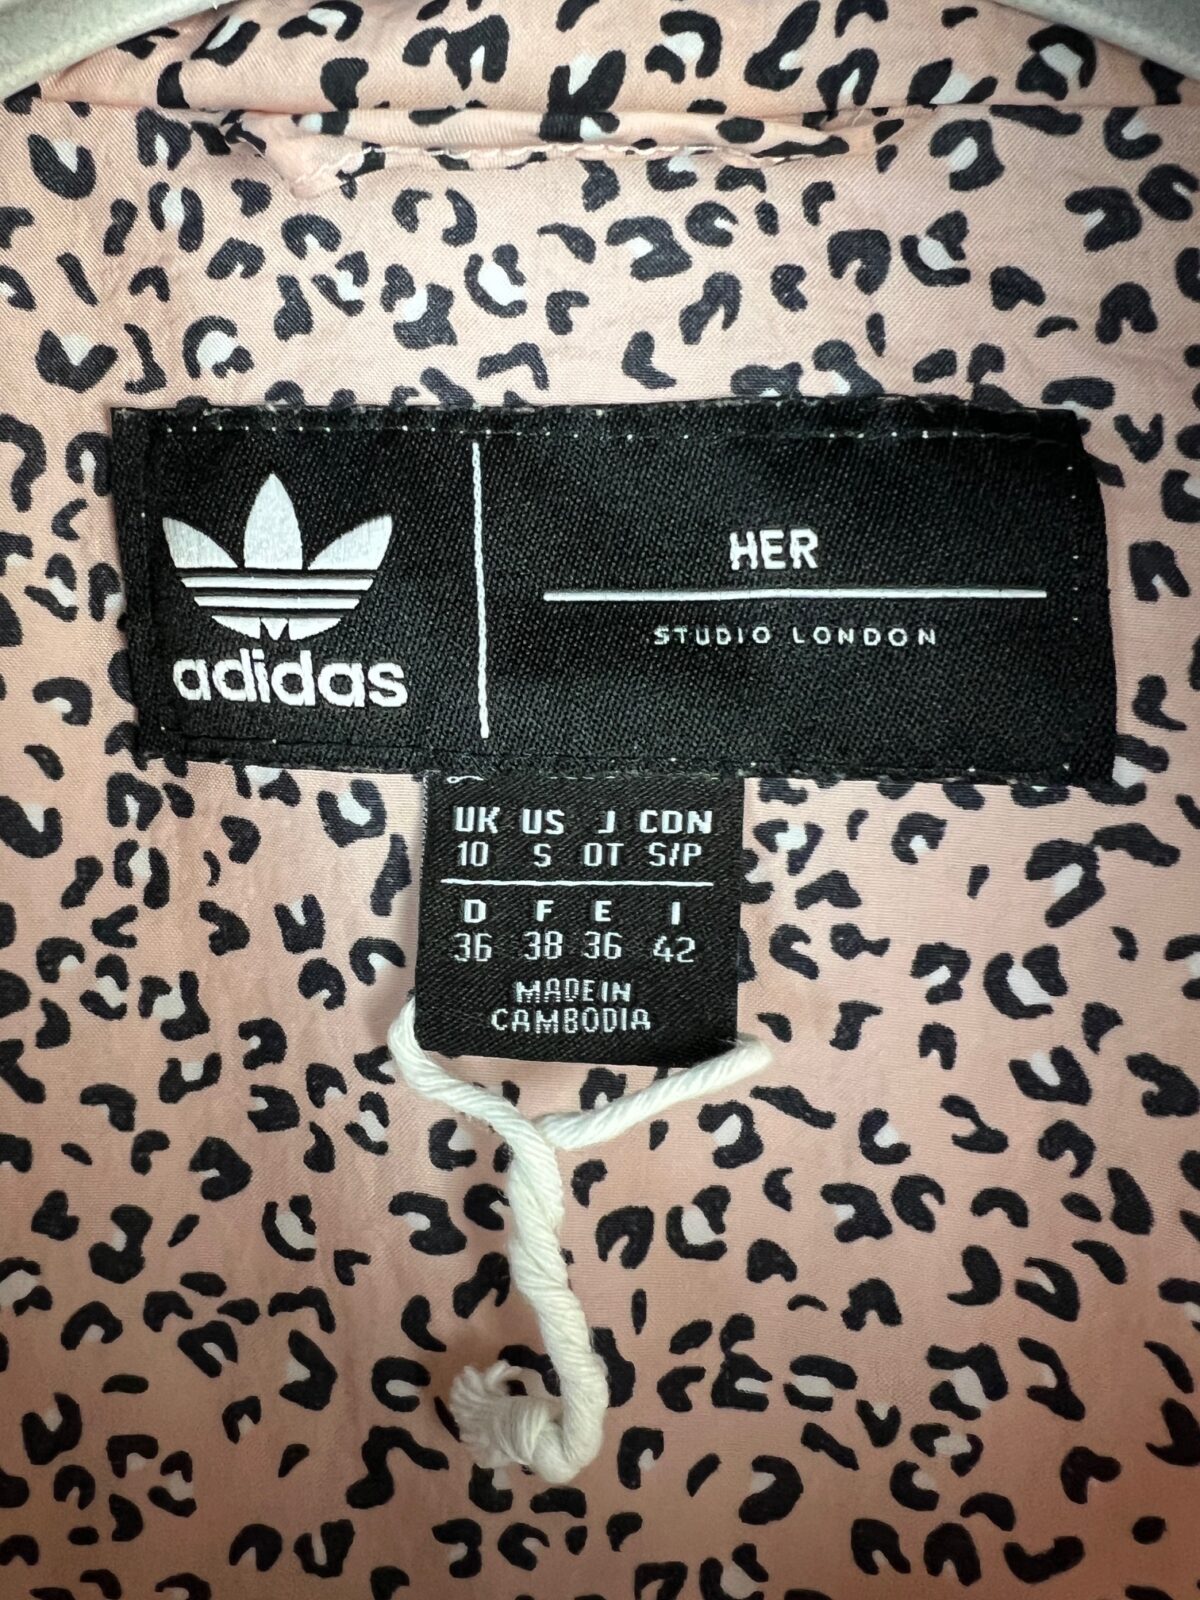 adidas
HER
STUDIO LONDON
UK US J CDN
10 S OT S/P
D F E I
36 38 36 42
MADE IN
CAMBODIA